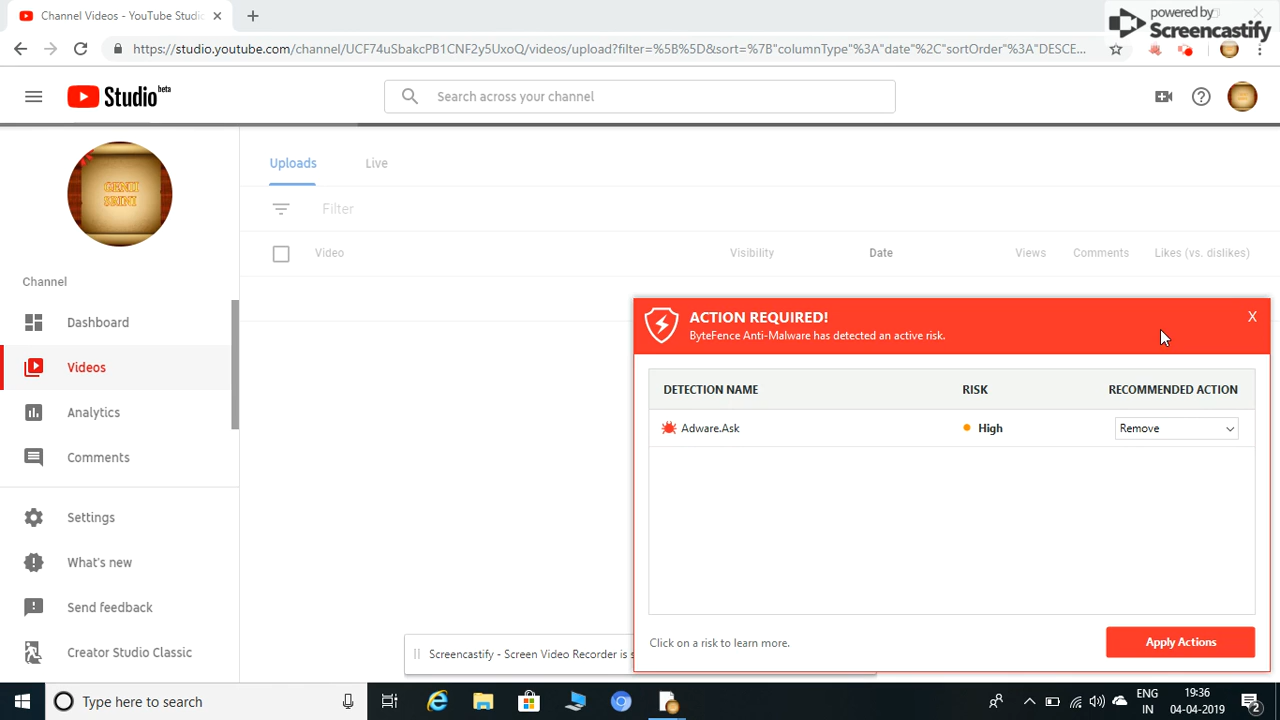 Channel Videos - YouTube Studio
powered by
Screencastify
https://studio.youtube.com/channel/UCF74uSbakcPB1CNF2y5UxoQ/videos/upload?filter=%5B%5D&sort=%7B"columnType"%3A"date"%2C"sortOrder"%3A"DESCE...
Studio beta
Search across your channel
GENIJ
Uploads
Live
Filter
Video
Visibility
Date
Views
Comments
Likes (vs. dislikes)
Channel
Dashboard
Videos
Analytics
Comments
Settings
What's new
Send feedback
Creator Studio Classic
ACTION REQUIRED!
X
ByteFence Anti-Malware has detected an active risk.
DETECTION NAME
RISK
RECOMMENDED ACTION
Adware.Ask
High
Remove
Click on a risk to learn more.
Apply Actions
Screencastify - Screen Video Recorder is s
Type here to search
ENG
IN
19:36
04-04-2019
2